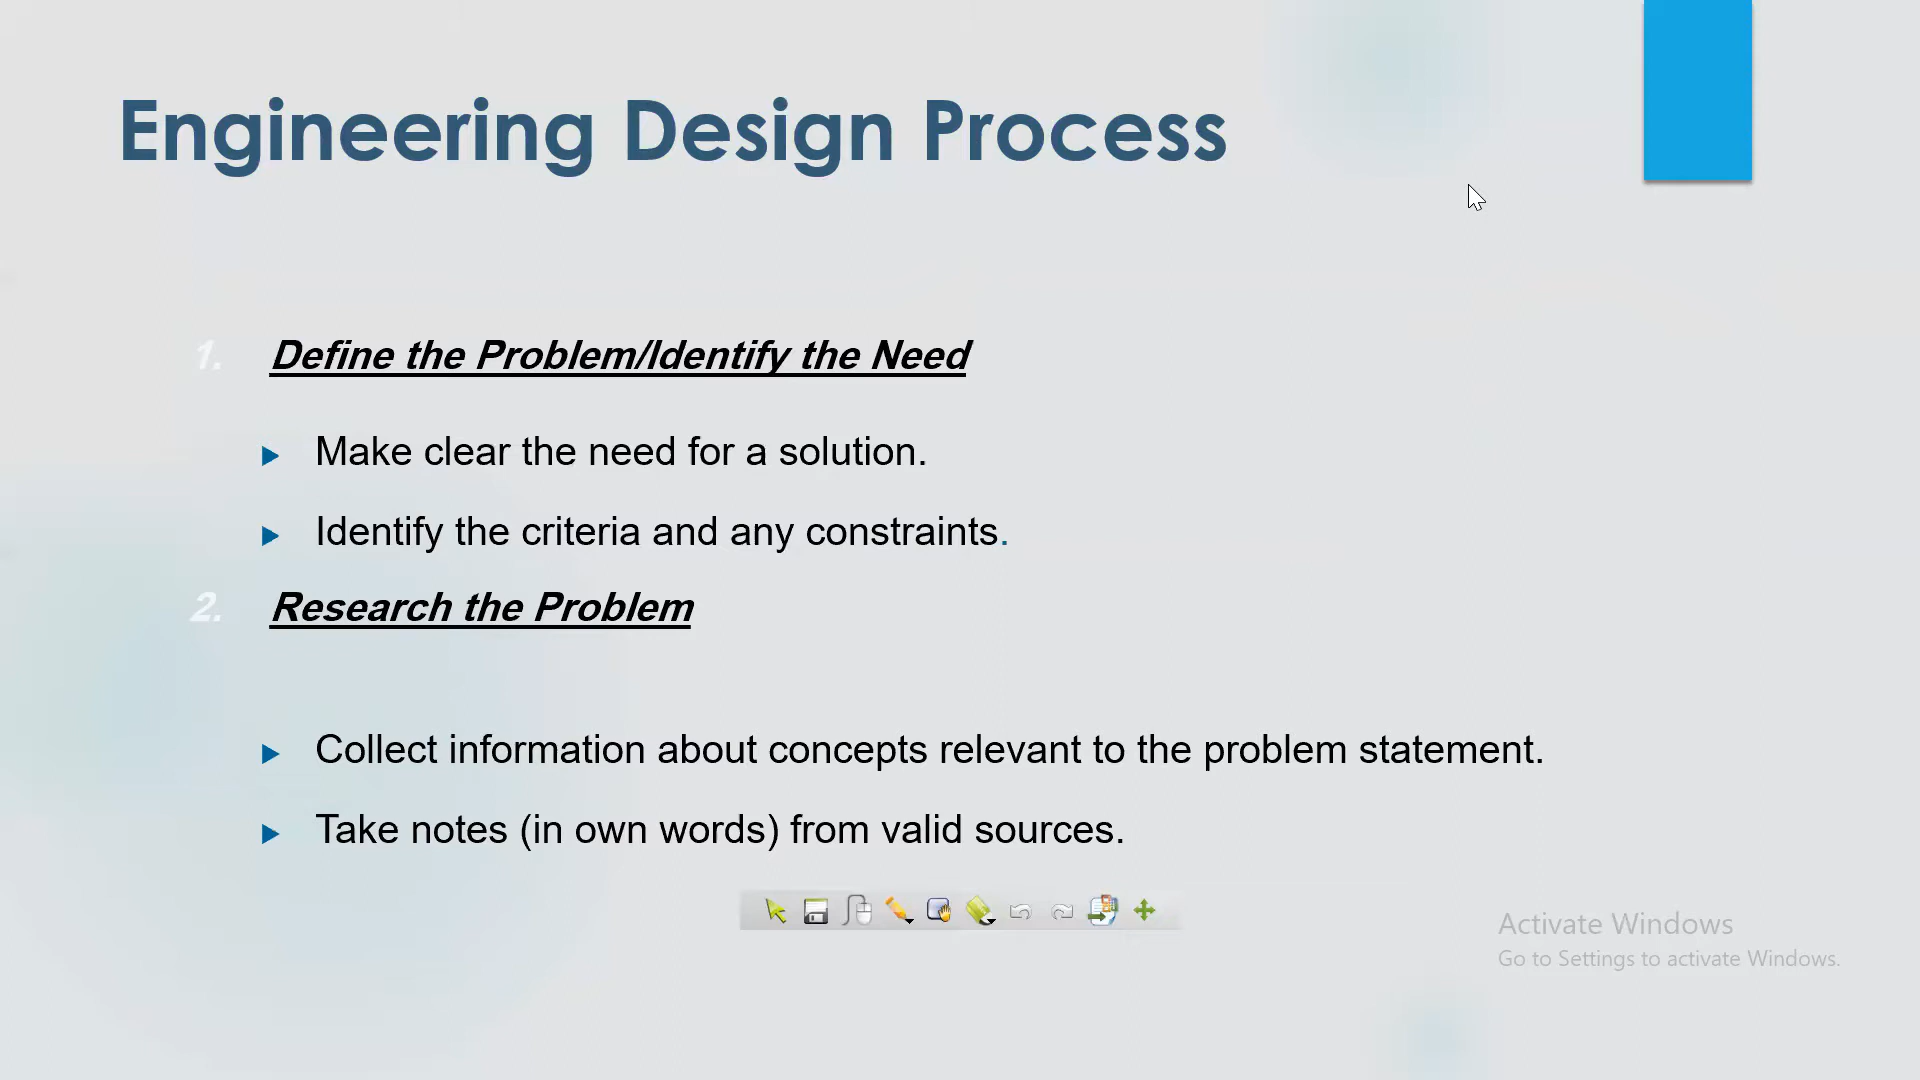 Engineering Design Process
1. Define the Problem/Identify the Need
Make clear the need for a solution.
Identify the criteria and any constraints.
2. Research the Problem
Collect information about concepts relevant to the problem statement.
Take notes (in own words) from valid sources.
Activate Windows
Go to Settings to activate Windows.